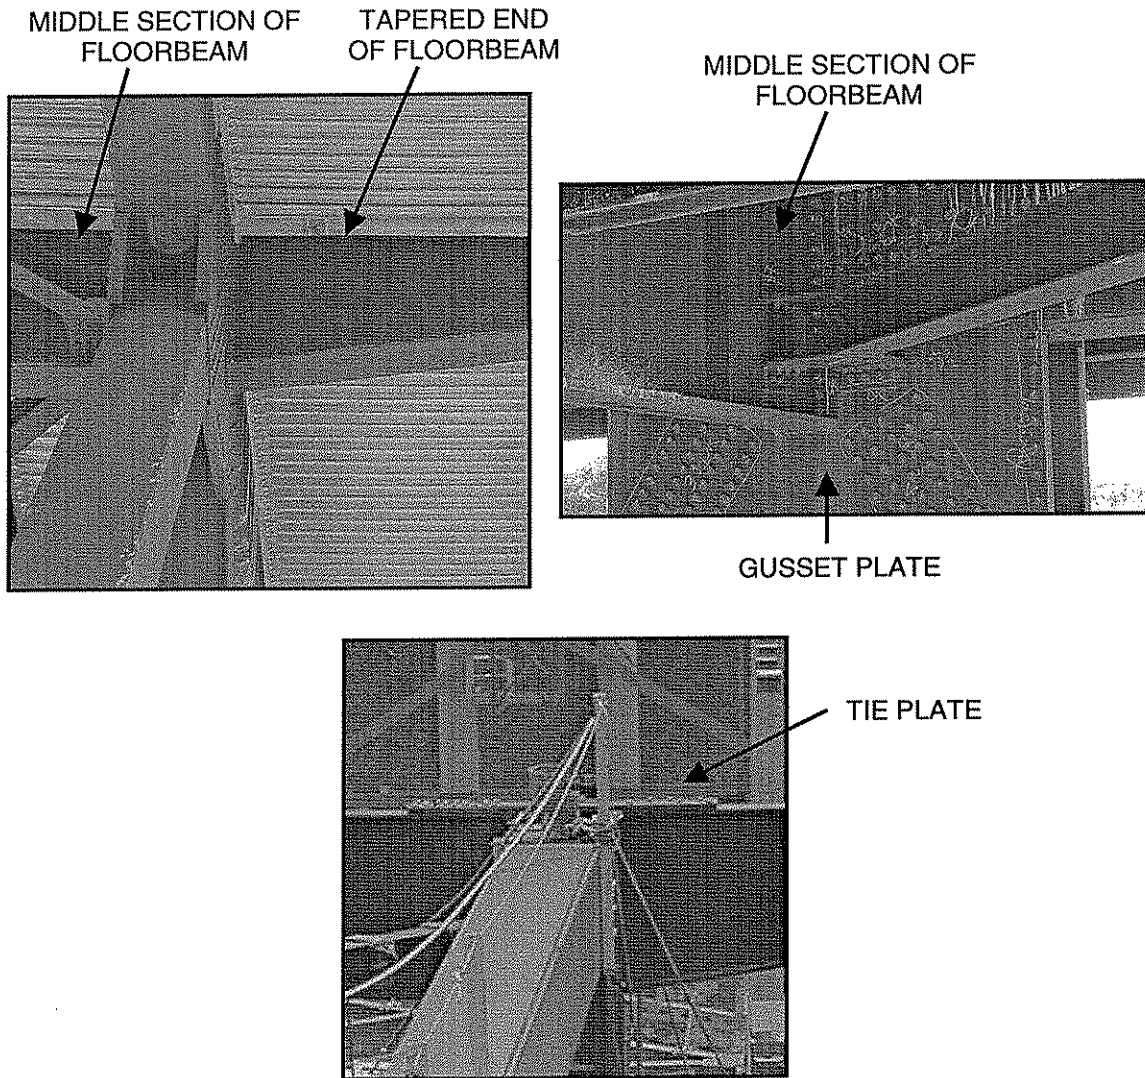 MIDDLE SECTION OF
FLOORBEAM
TAPERED END
OF FLOORBEAM
MIDDLE SECTION OF
FLOORBEAM
GUSSET PLATE
TIE PLATE